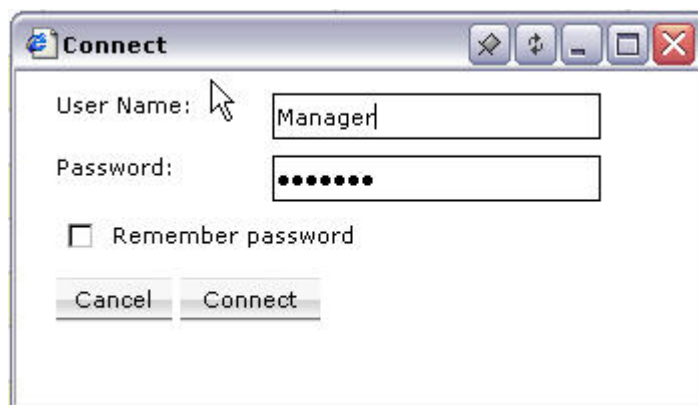 Connect
User Name: Manager
Password: •••••••
Remember password
Cancel Connect